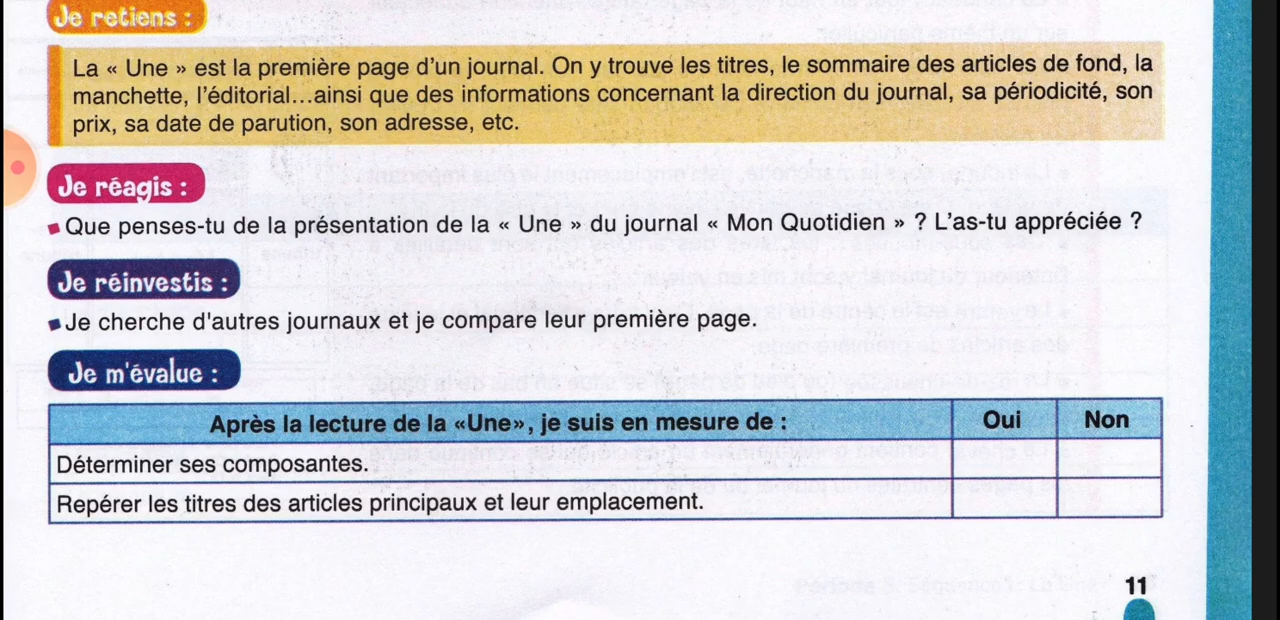 Je retiens :
La « Une » est la première page d'un journal. On y trouve les titres, le sommaire des articles de fond, la
manchette, l'éditorial...ainsi que des informations concernant la direction du journal, sa périodicité, son
prix, sa date de parution, son adresse, etc.
Je réagis :
Que penses-tu de la présentation de la « Une » du journal « Mon Quotidien » ? L'as-tu appréciée ?
Je réinvestis :
Je cherche d'autres journaux et je compare leur première page.
Je m'évalue :
Après la lecture de la «Une», je suis en mesure de : Oui Non
Déterminer ses composantes.
Repérer les titres des articles principaux et leur emplacement.
11